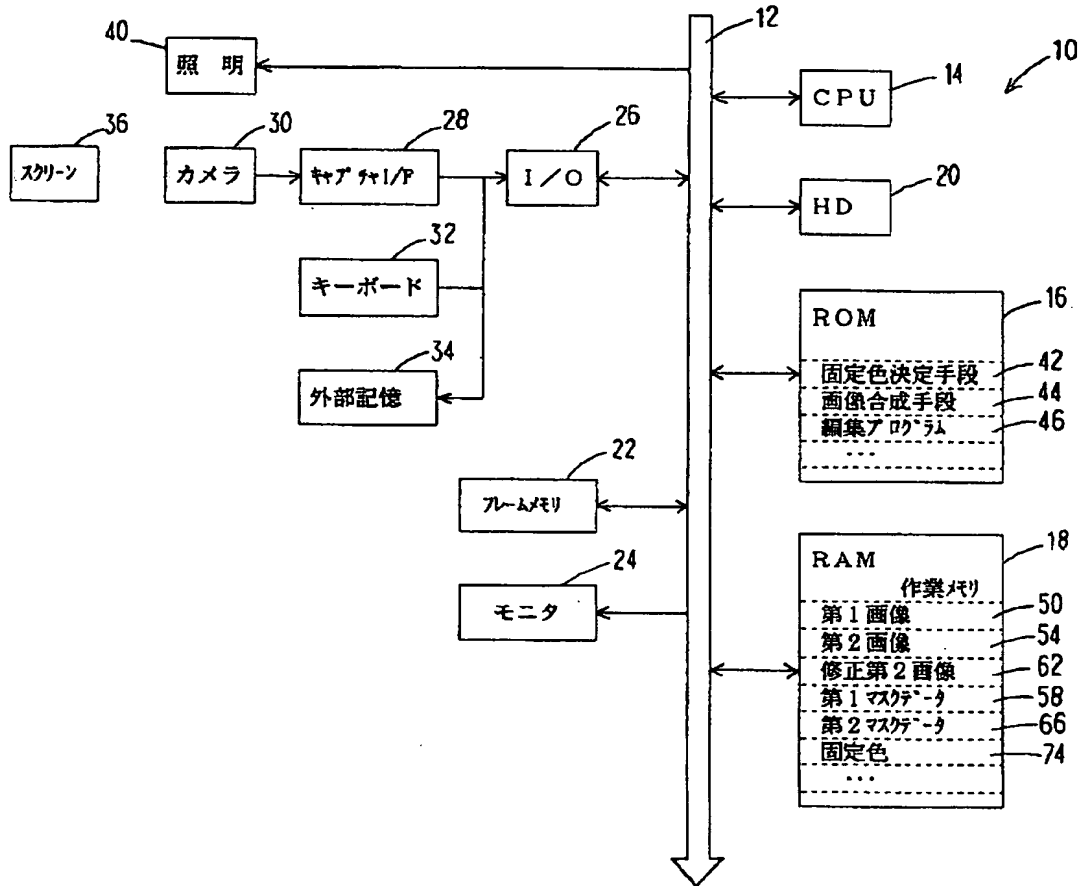 12
40
照 明
10
14
CPU
36
スクリーン
30
カメラ
28
キャプチャI/F
26
I/O
20
HD
32
キーボード
34
外部記憶
16
ROM
固定色決定手段
42
画像合成手段
44
編集プログラム
46
...
22
フレームメモリ
24
モニタ
18
RAM
作業メモリ
第1画像
50
第2画像
54
修正第2画像
62
第1マスクデータ
58
第2マスクデータ
66
固定色
74
...